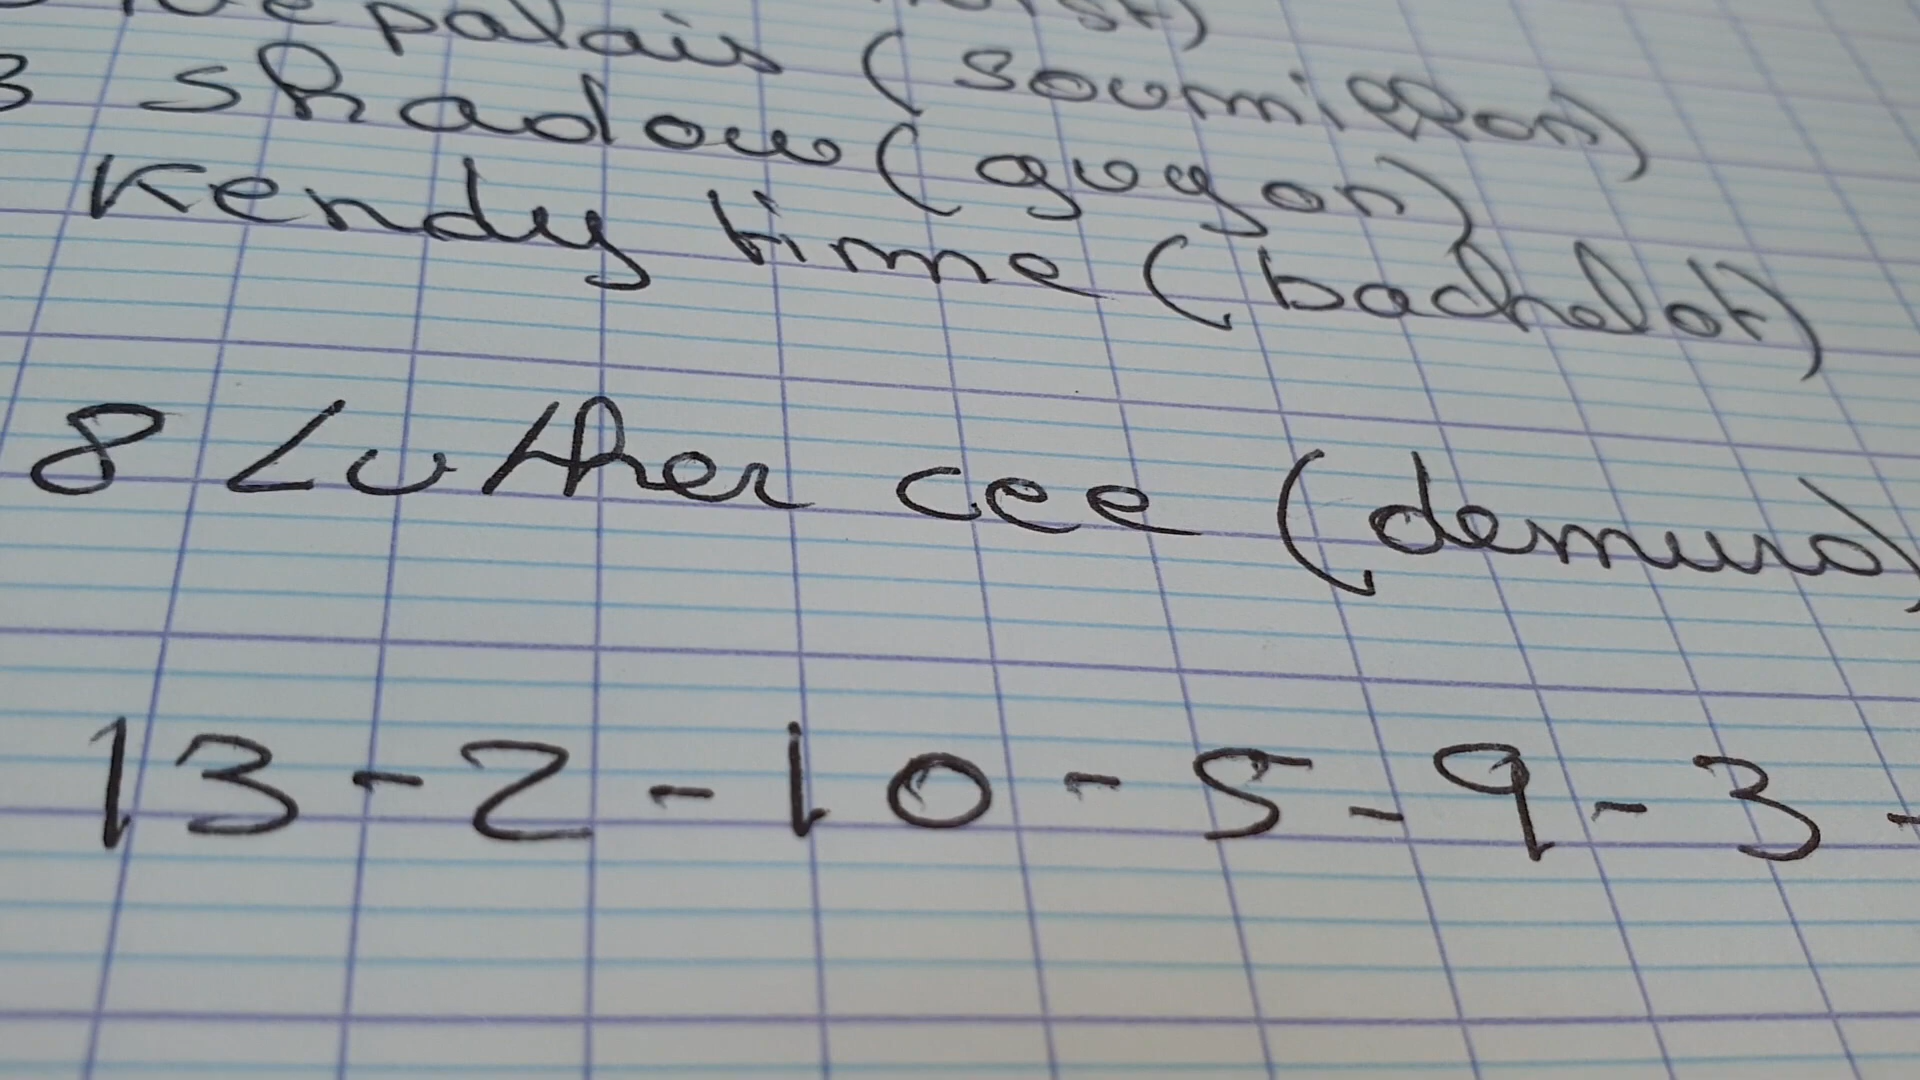 palais (soumillon)
3 shadow (guyon)
Kendy time (bachelot)
8 Luther cee (demuro)
13 - 2 - 10 - 5 - 9 - 3 -